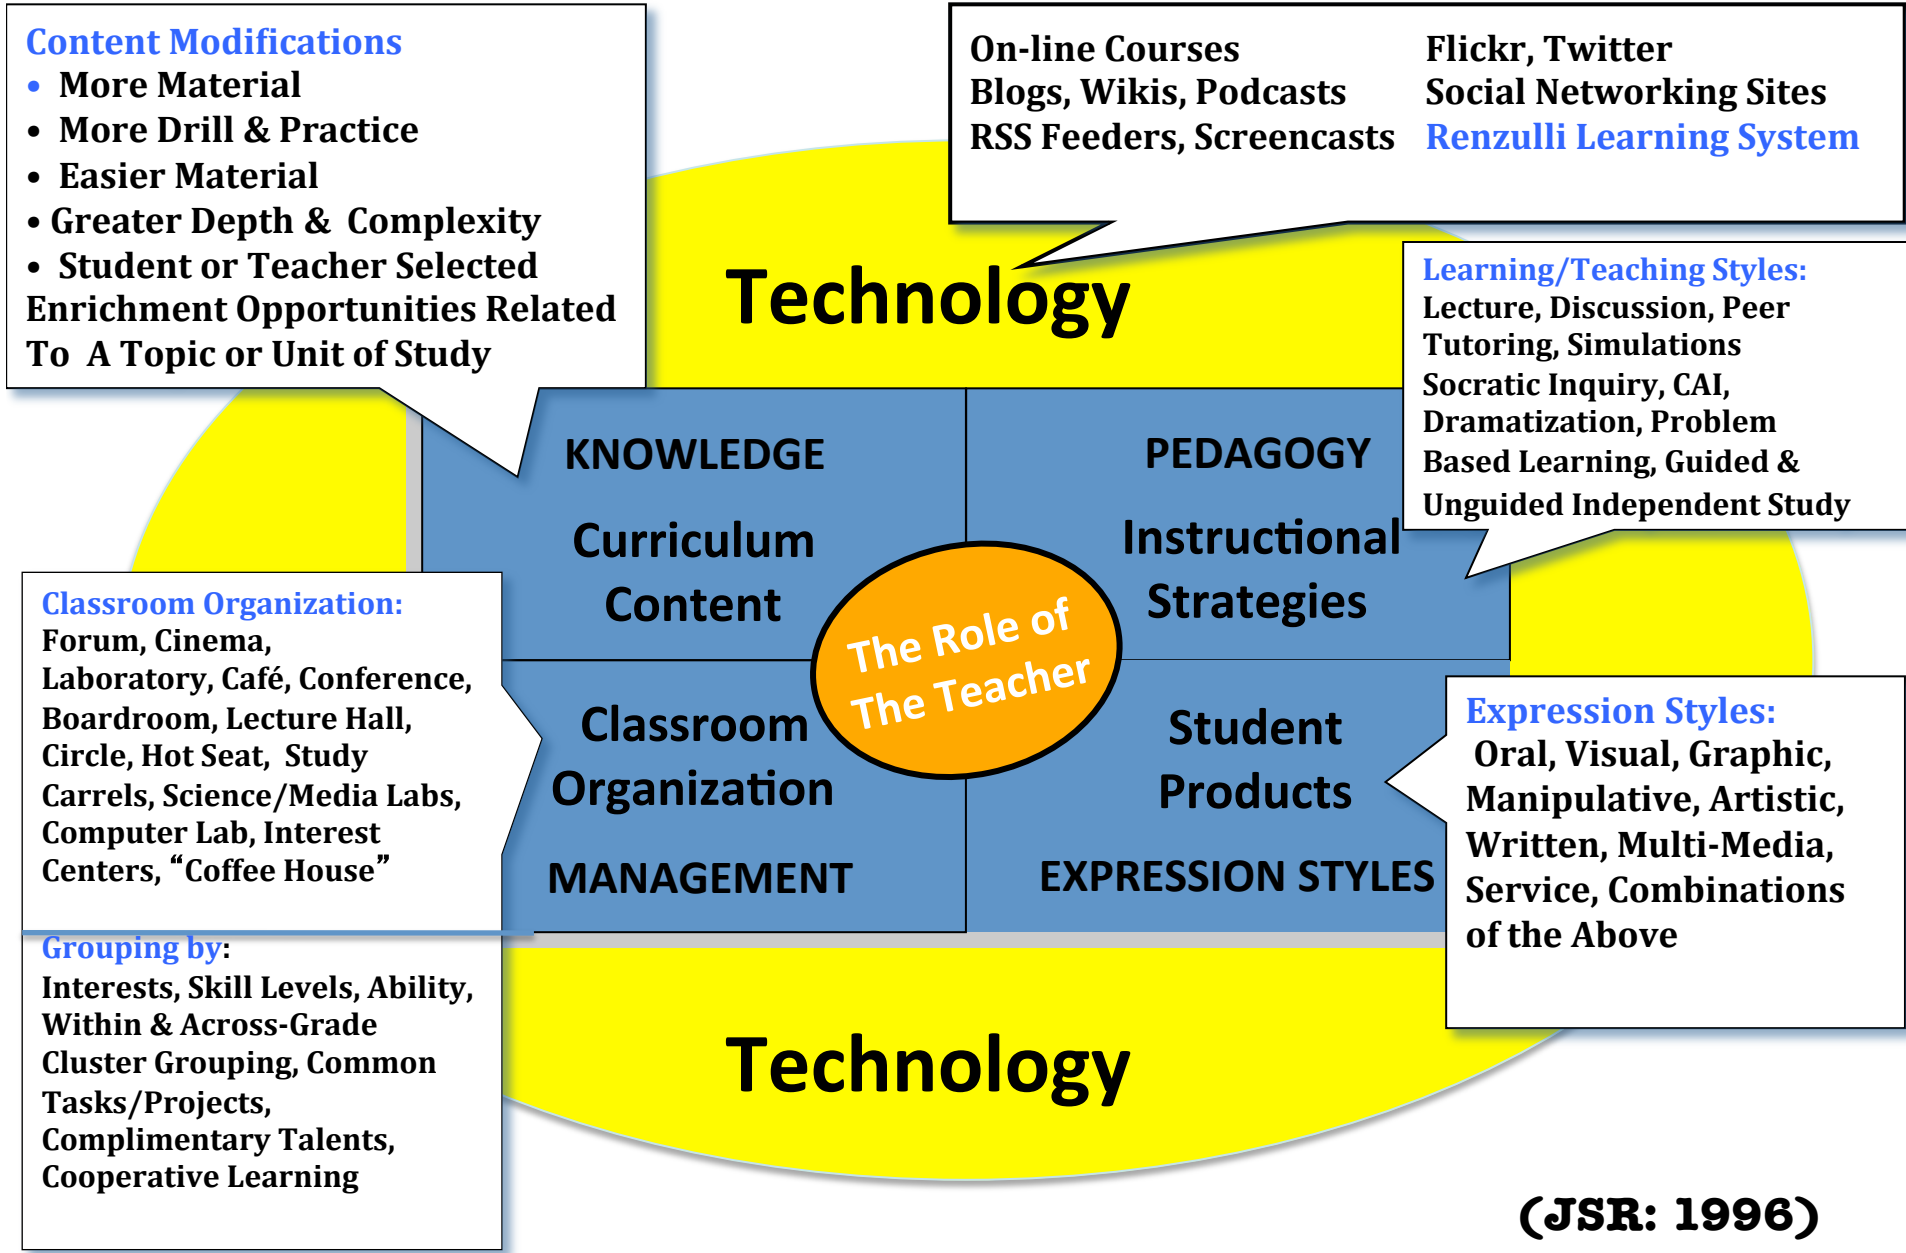 Content Modifications
• More Material
• More Drill & Practice
• Easier Material
• Greater Depth & Complexity
• Student or Teacher Selected
Enrichment Opportunities Related
To A Topic or Unit of Study
On-line Courses
Blogs, Wikis, Podcasts
RSS Feeders, Screencasts
Flickr, Twitter
Social Networking Sites
Renzulli Learning System
Technology
Learning/Teaching Styles:
Lecture, Discussion, Peer
Tutoring, Simulations
Socratic Inquiry, CAI,
Dramatization, Problem
Based Learning, Guided &
Unguided Independent Study
KNOWLEDGE
Curriculum
Content
PEDAGOGY
Instructional
Strategies
The Role of
The Teacher
Classroom Organization:
Forum, Cinema,
Laboratory, Café, Conference,
Boardroom, Lecture Hall,
Circle, Hot Seat, Study
Carrels, Science/Media Labs,
Computer Lab, Interest
Centers, “Coffee House”
Classroom
Organization
MANAGEMENT
Student
Products
EXPRESSION STYLES
Expression Styles:
Oral, Visual, Graphic,
Manipulative, Artistic,
Written, Multi-Media,
Service, Combinations
of the Above
Grouping by:
Interests, Skill Levels, Ability,
Within & Across-Grade
Cluster Grouping, Common
Tasks/Projects,
Complimentary Talents,
Cooperative Learning
Technology
(JSR: 1996)